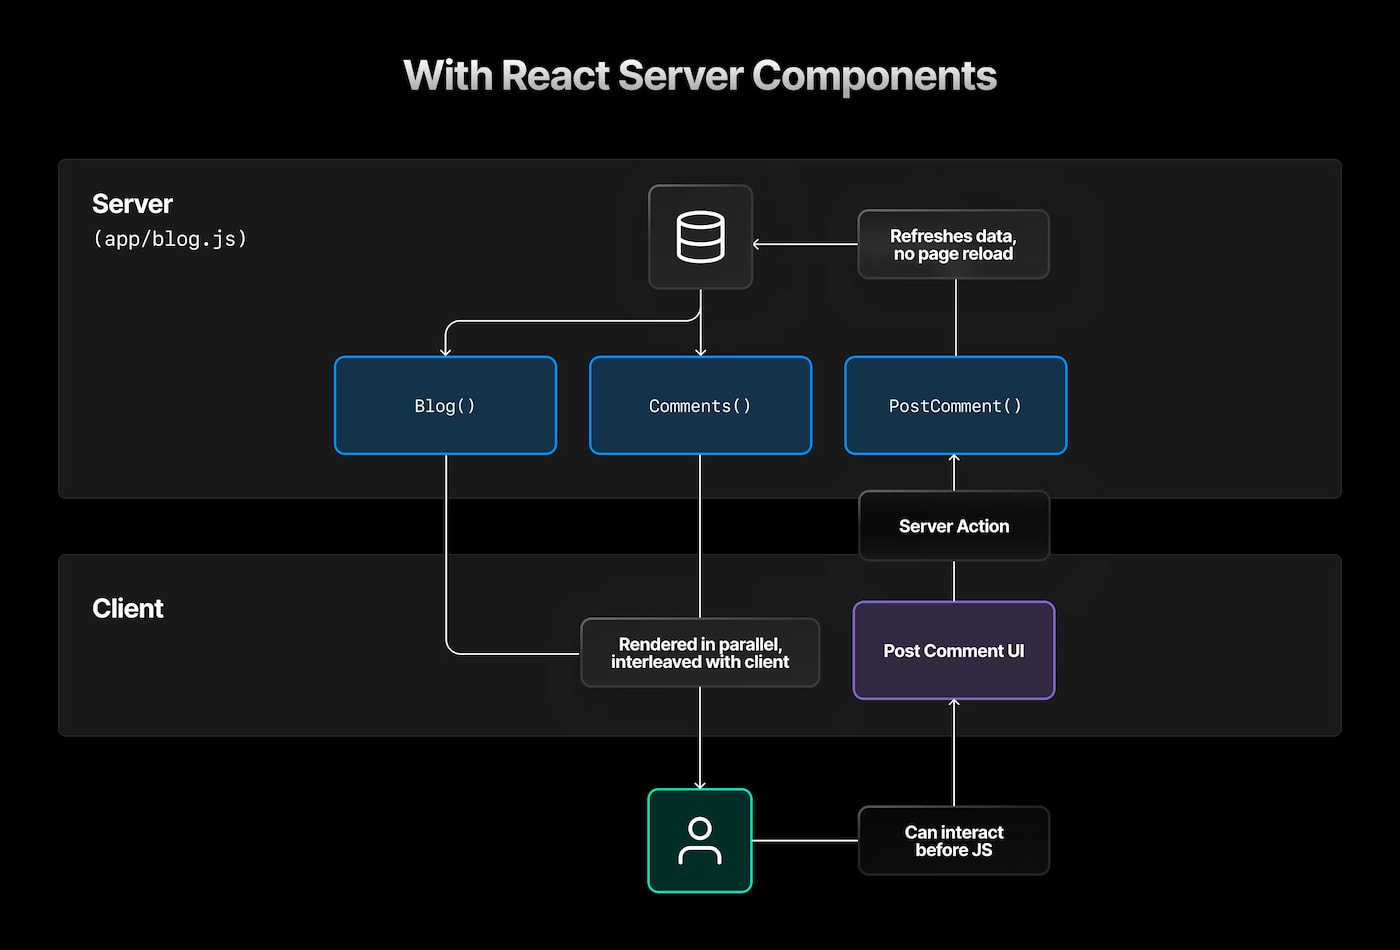 With React Server Components
Server
(app/blog.js)
Refreshes data,
no page reload
Blog()
Comments()
PostComment()
Server Action
Client
Rendered in parallel,
interleaved with client
Post Comment UI
Can interact
before JS